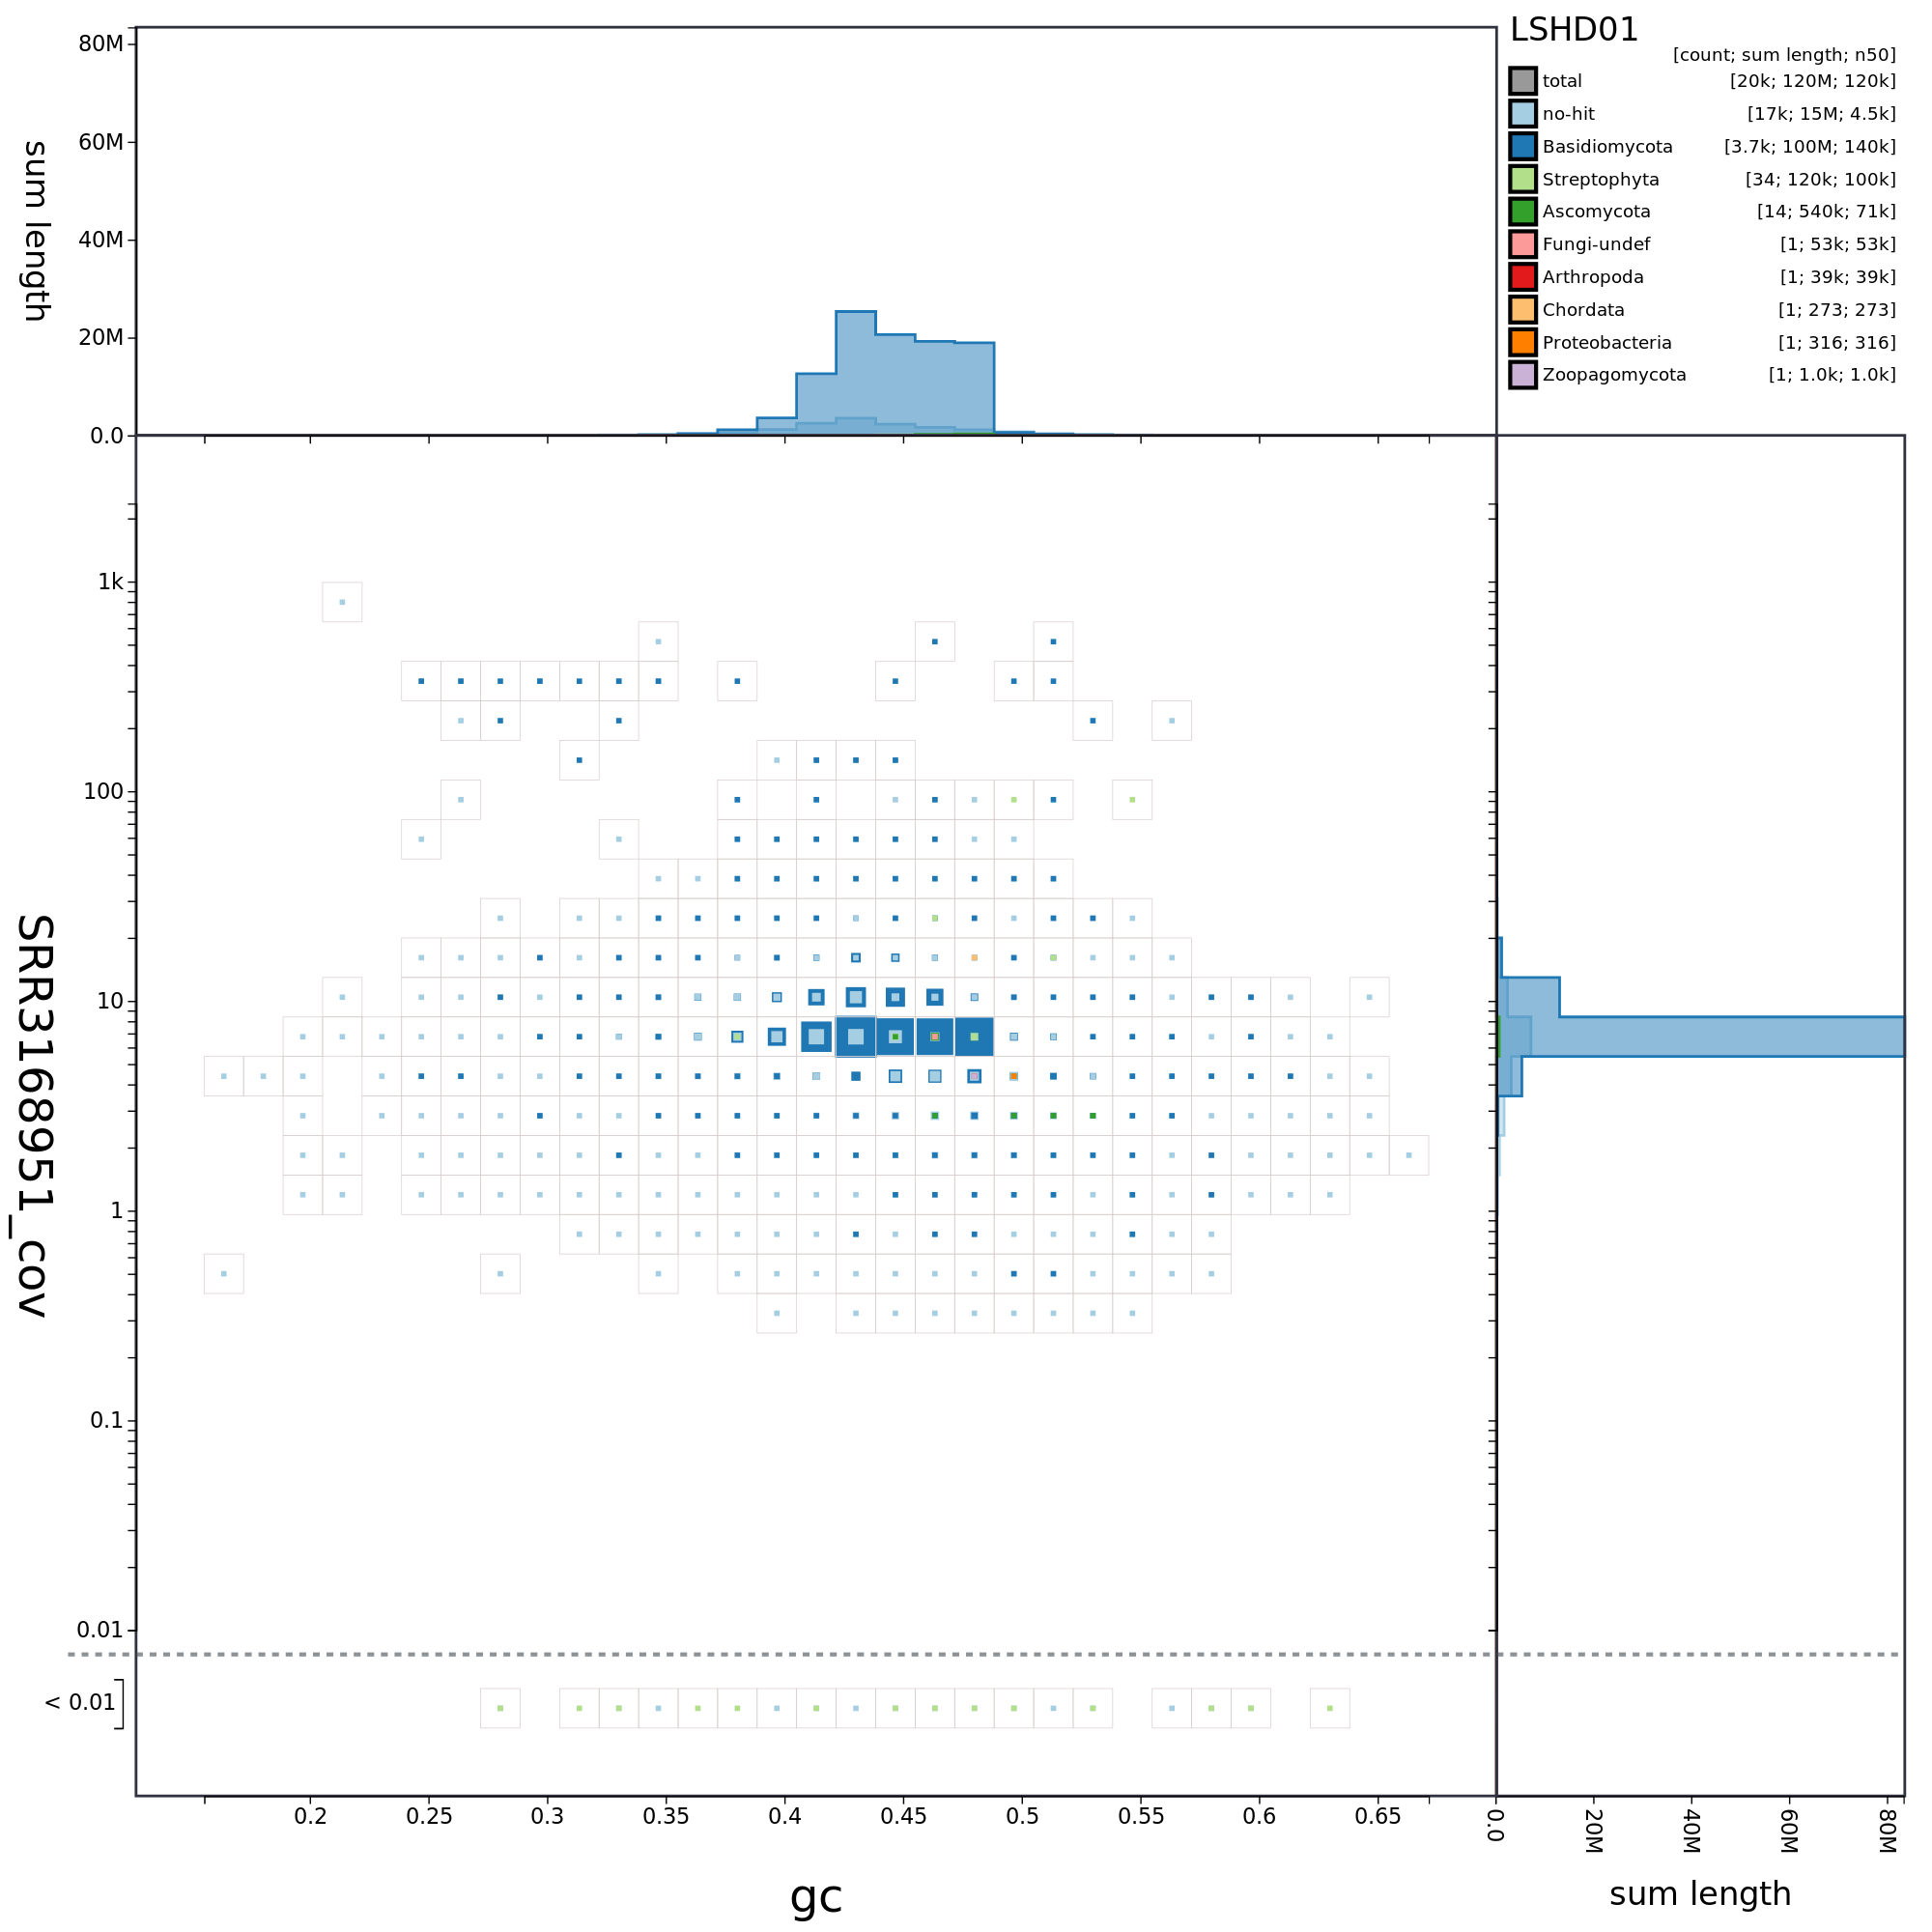 LSHD01
[count; sum length; n50]
total [20k; 120M; 120k]
no-hit [17k; 15M; 4.5k]
Basidiomycota [3.7k; 100M; 140k]
Streptophyta [34; 120k; 100k]
Ascomycota [14; 540k; 71k]
Fungi-undef [1; 53k; 53k]
Arthropoda [1; 39k; 39k]
Chordata [1; 273; 273]
Proteobacteria [1; 316; 316]
Zoopagomycota [1; 1.0k; 1.0k]
sum length
80M
60M
40M
20M
0.0
SRR3168951_cov
1k
100
10
1
0.1
0.01
< 0.01
0.2 0.25 0.3 0.35 0.4 0.45 0.5 0.55 0.6 0.65
gc
0.0 20M 40M 60M 80M
sum length